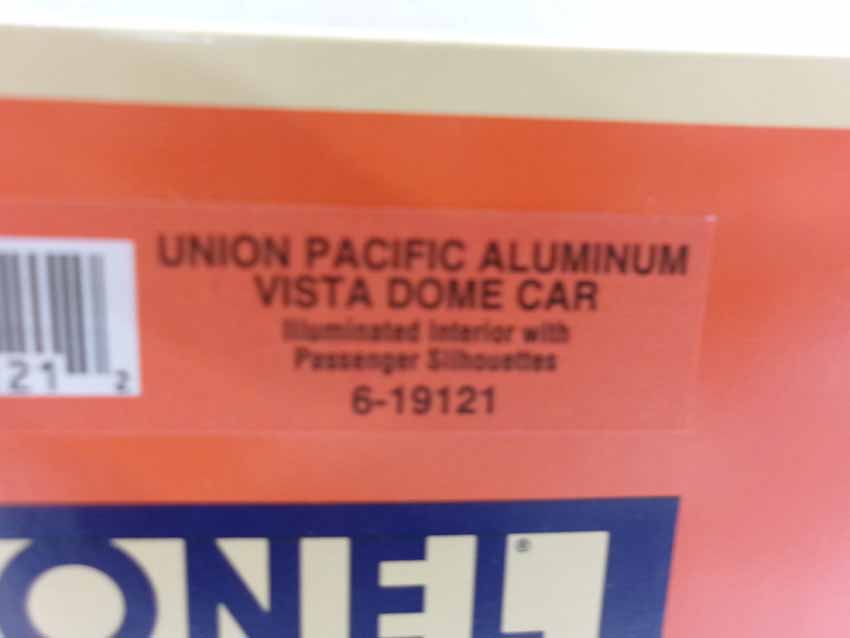 UNION PACIFIC ALUMINUM
VISTA DOME CAR
Illuminated Interior with
Passenger Silhouettes
6-19121
21 2
ONEL®